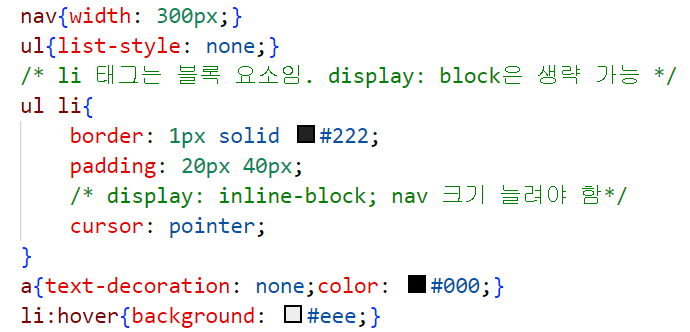 nav{width: 300px;}
ul{list-style: none;}
/* li 태그는 블록 요소임. display: block은 생략 가능 */
ul li{
    border: 1px solid #222;
    padding: 20px 40px;
    /* display: inline-block; nav 크기 늘려야 함*/
    cursor: pointer;
}
a{text-decoration: none;color: #000;}
li:hover{background: #eee;}